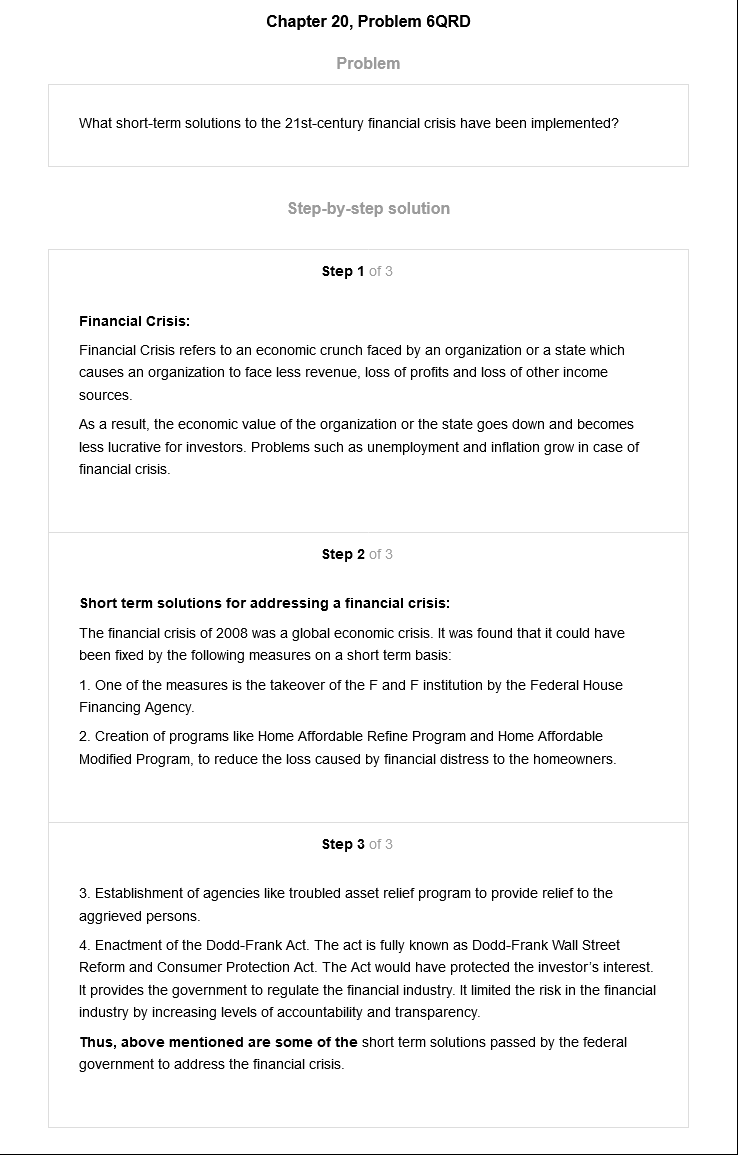 Chapter 20, Problem 6QRD
Problem
What short-term solutions to the 21st-century financial crisis have been implemented?
Step-by-step solution
Step 1 of 3
Financial Crisis:
Financial Crisis refers to an economic crunch faced by an organization or a state which
causes an organization to face less revenue, loss of profits and loss of other income
sources.
As a result, the economic value of the organization or the state goes down and becomes
less lucrative for investors. Problems such as unemployment and inflation grow in case of
financial crisis.
Step 2 of 3
Short term solutions for addressing a financial crisis:
The financial crisis of 2008 was a global economic crisis. It was found that it could have
been fixed by the following measures on a short term basis:
1. One of the measures is the takeover of the F and F institution by the Federal House
Financing Agency.
2. Creation of programs like Home Affordable Refine Program and Home Affordable
Modified Program, to reduce the loss caused by financial distress to the homeowners.
Step 3 of 3
3. Establishment of agencies like troubled asset relief program to provide relief to the
aggrieved persons.
4. Enactment of the Dodd-Frank Act. The act is fully known as Dodd-Frank Wall Street
Reform and Consumer Protection Act. The Act would have protected the investor's interest.
It provides the government to regulate the financial industry. It limited the risk in the financial
industry by increasing levels of accountability and transparency.
Thus, above mentioned are some of the short term solutions passed by the federal
government to address the financial crisis.